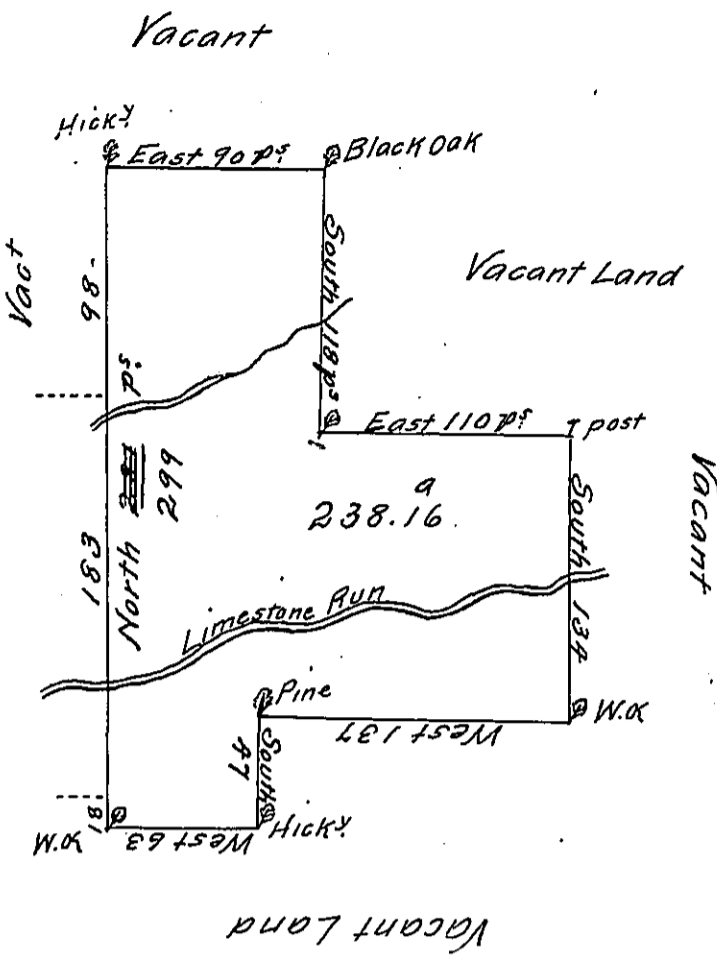 Vacant
Hick.y
East 90 p.s
Black Oak
Vac.t
98 -
South 118 p.s
Vacant Land
p.s
East 110 p.s
1
post
299
North
183
a
238.16
Vacant
South 134
Limestone Run
Pine
West 137
W.O.
South
47
18
W.O.
West 63
Hick.y
Vacant Land